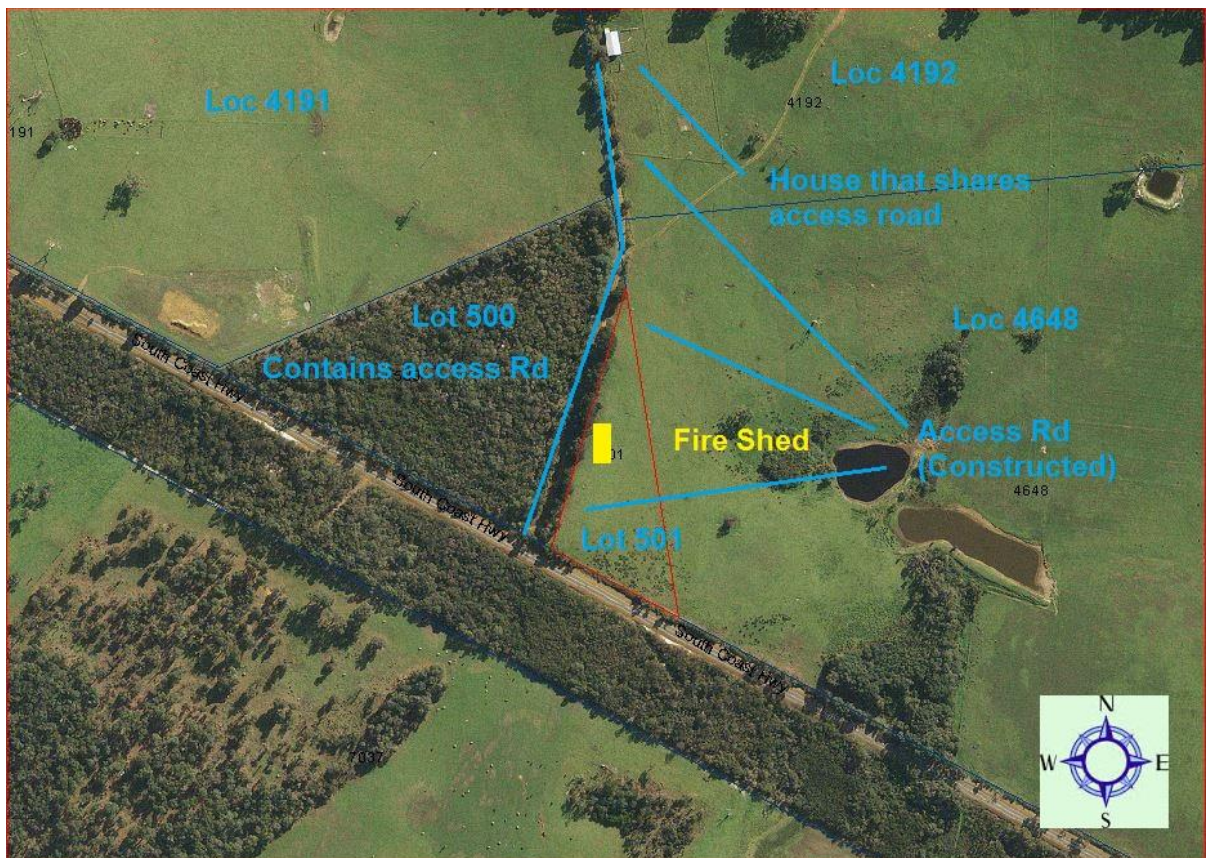 Loc 4191
Loc 4192
4192
191
House that shares
access road
Lot 500
Loc 4648
Contains access Rd
South Coast Hwy
Fire Shed
Access Rd
(Constructed)
01
4648
South Coast Hwy
Lot 501
South Coast Hwy
7037
N
W E
S